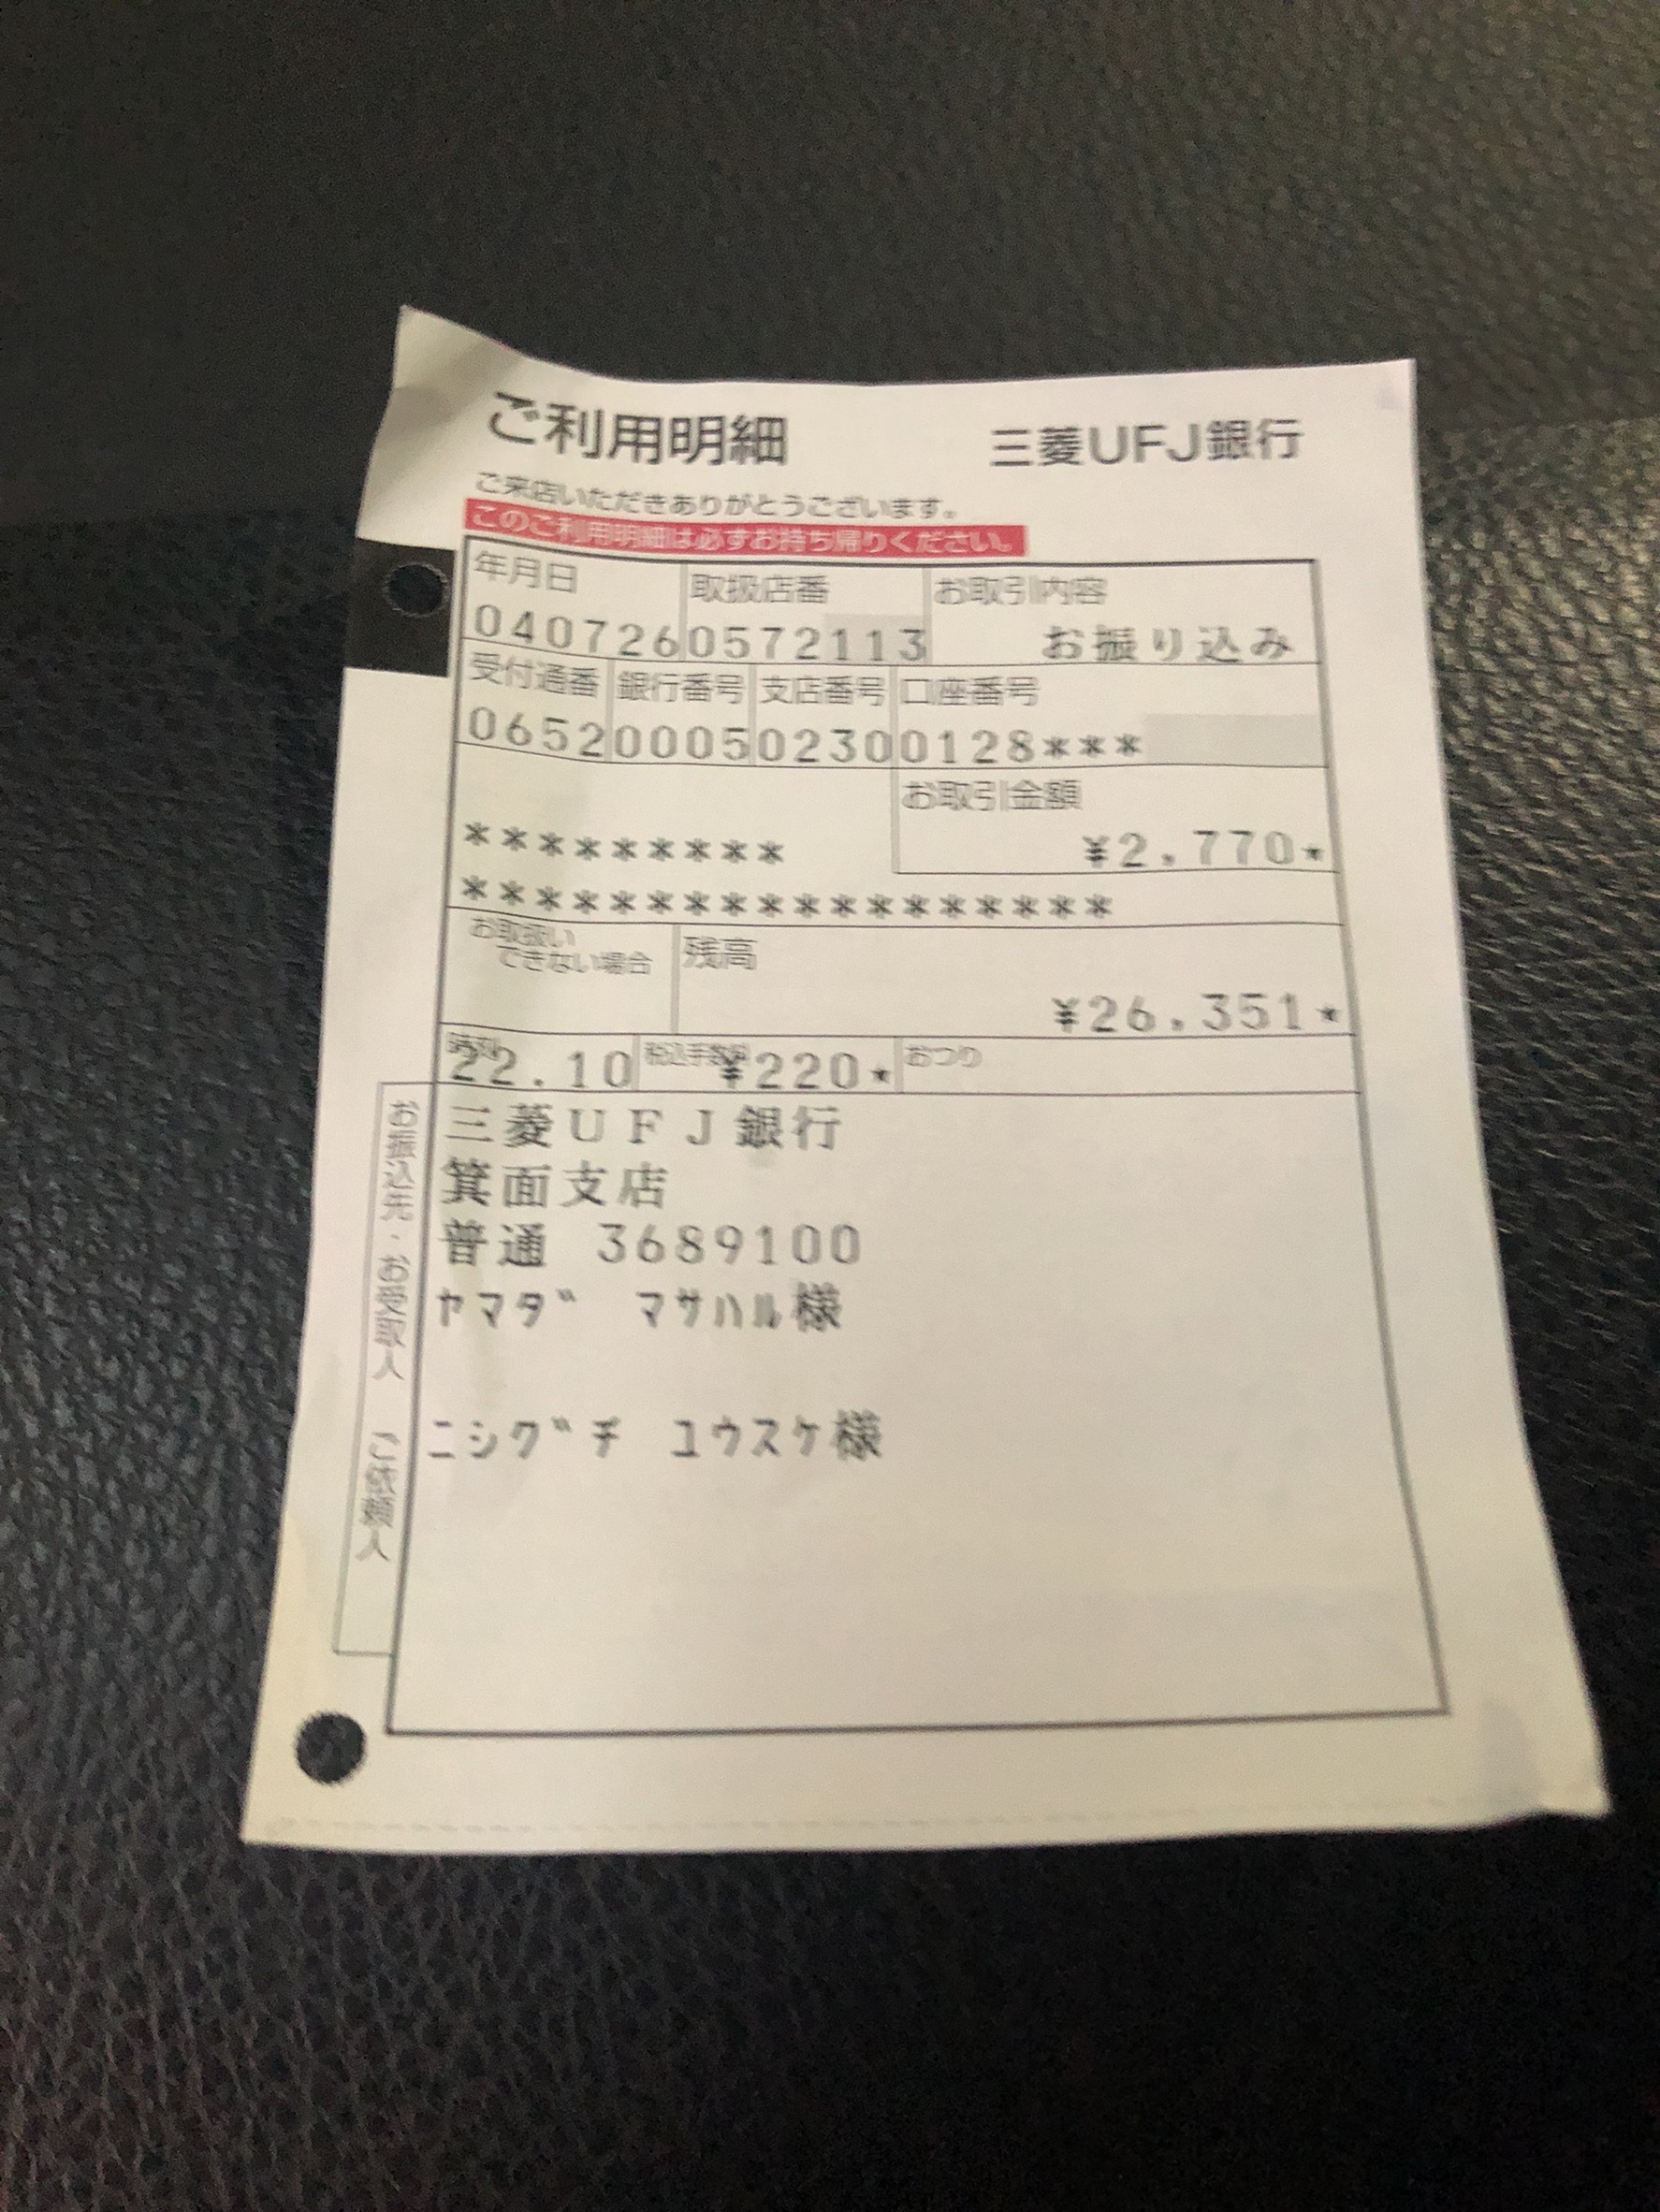 ご利用明細 三菱UFJ銀行
ご来店いただきありがとうございます。
このご利用明細は必ずお持ち帰りください。
年月日 取扱店番 お取引内容
040726 0572113 お振り込み
受付通番 銀行番号 支店番号 口座番号
0652 0005 0230 0128***
お取引金額
********* ¥2,770*
******************
お取扱いできない場合 残高
¥26,351*
時刻 税込手数料 おつり
22.10 ¥220*
お振込先・お受取人 ご依頼人
三菱UFJ銀行
箕面支店
普通 3689100
ヤマダ マサハル様
ニシグチ ユウスケ様